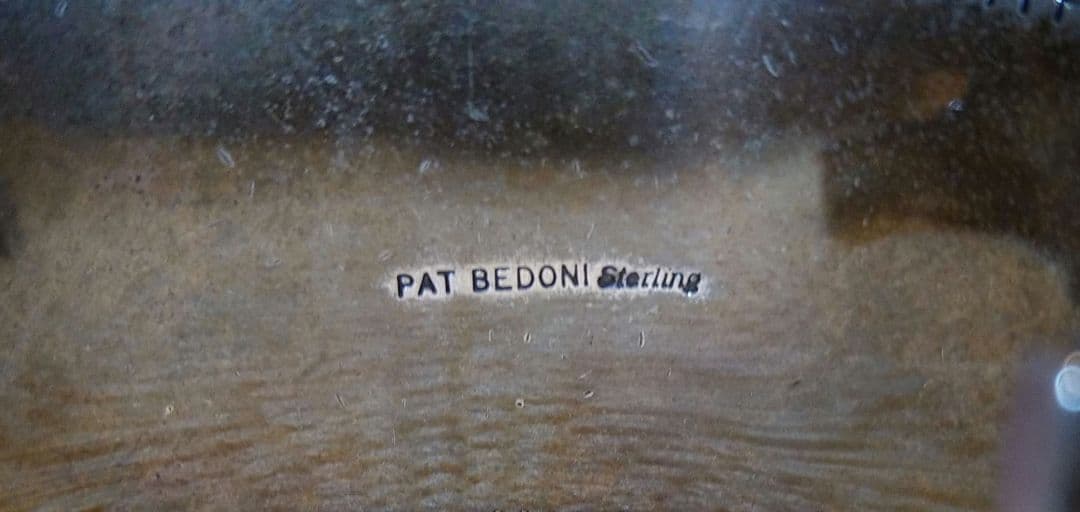 PAT BEDONI Sterling